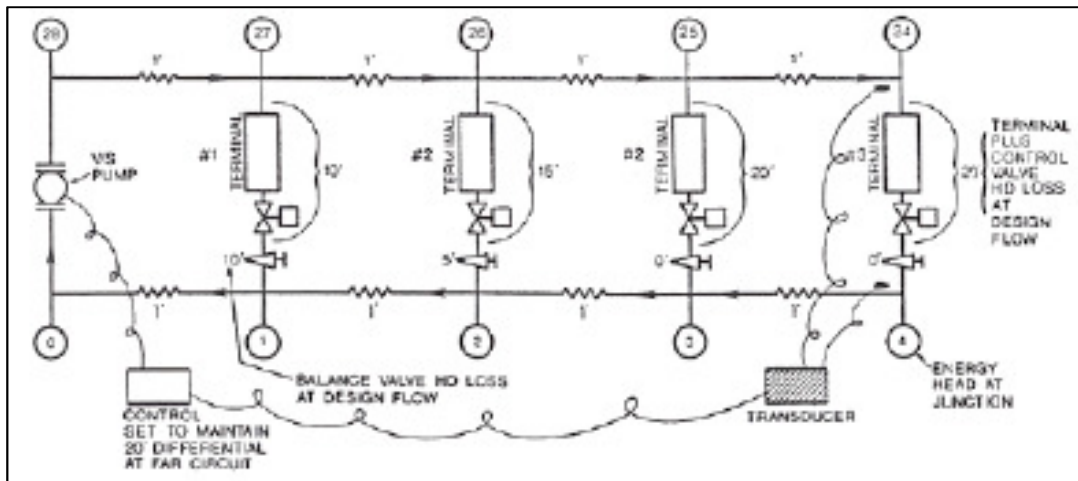 28 27 26 25 24
1' 1' 1' 1'
V/S
PUMP
#1 TERMINAL 10'
#2 TERMINAL 15'
#2 TERMINAL 20'
#3 TERMINAL 20'
TERMINAL
PLUS
CONTROL
VALVE
HD LOSS
AT
DESIGN
FLOW
10' 5' 0' 0'
1' 1' 1' 1'
0 1 2 3 4
BALANCE VALVE HD LOSS
AT DESIGN FLOW
CONTROL
SET TO MAINTAIN
20' DIFFERENTIAL
AT FAR CIRCUIT
TRANSDUCER
ENERGY
HEAD AT
JUNCTION